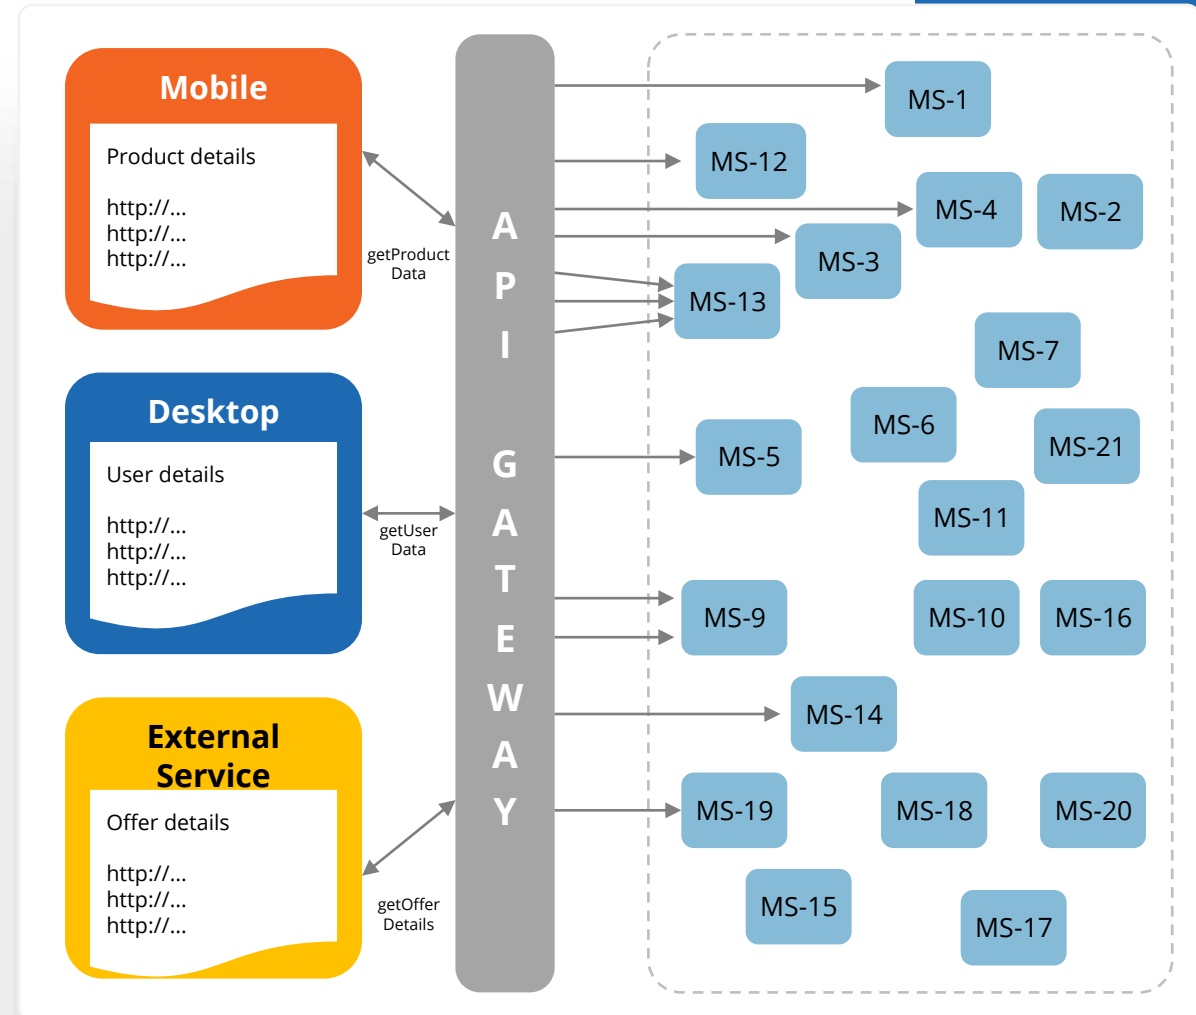 Mobile
Product details
http://...
http://...
http://...
getProduct
Data
Desktop
User details
http://...
http://...
http://...
getUser
Data
External
Service
Offer details
http://...
http://...
http://...
getOffer
Details
A
P
I
G
A
T
E
W
A
Y
MS-1
MS-12
MS-4
MS-2
MS-3
MS-13
MS-7
MS-6
MS-21
MS-5
MS-11
MS-9
MS-10
MS-16
MS-14
MS-19
MS-18
MS-20
MS-15
MS-17